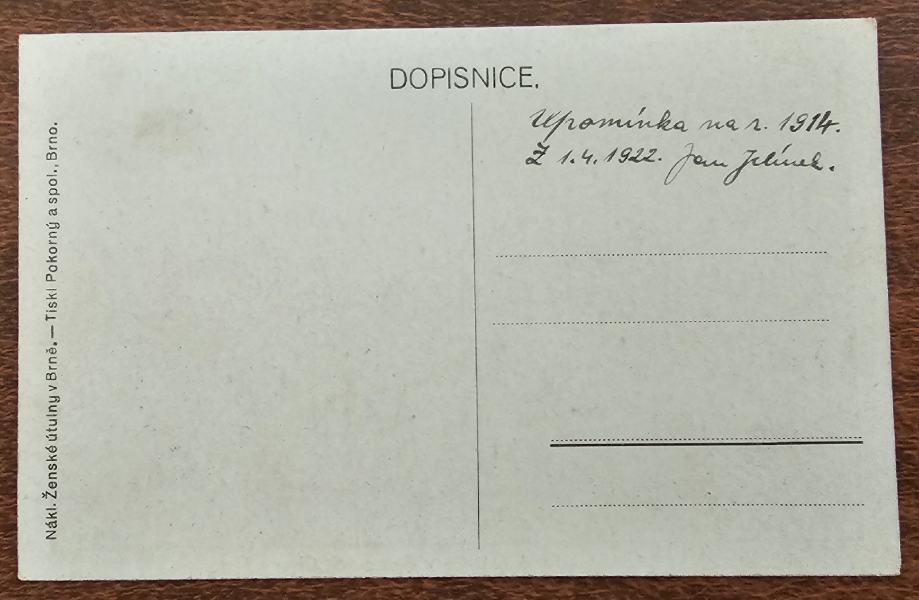 DOPISNICE.
Upomínka na r. 1914.
Ž 1.4.1922. Jan Jelínek.
Nákl. Ženské útulny v Brně. — Tiskl Pokorný a spol., Brno.